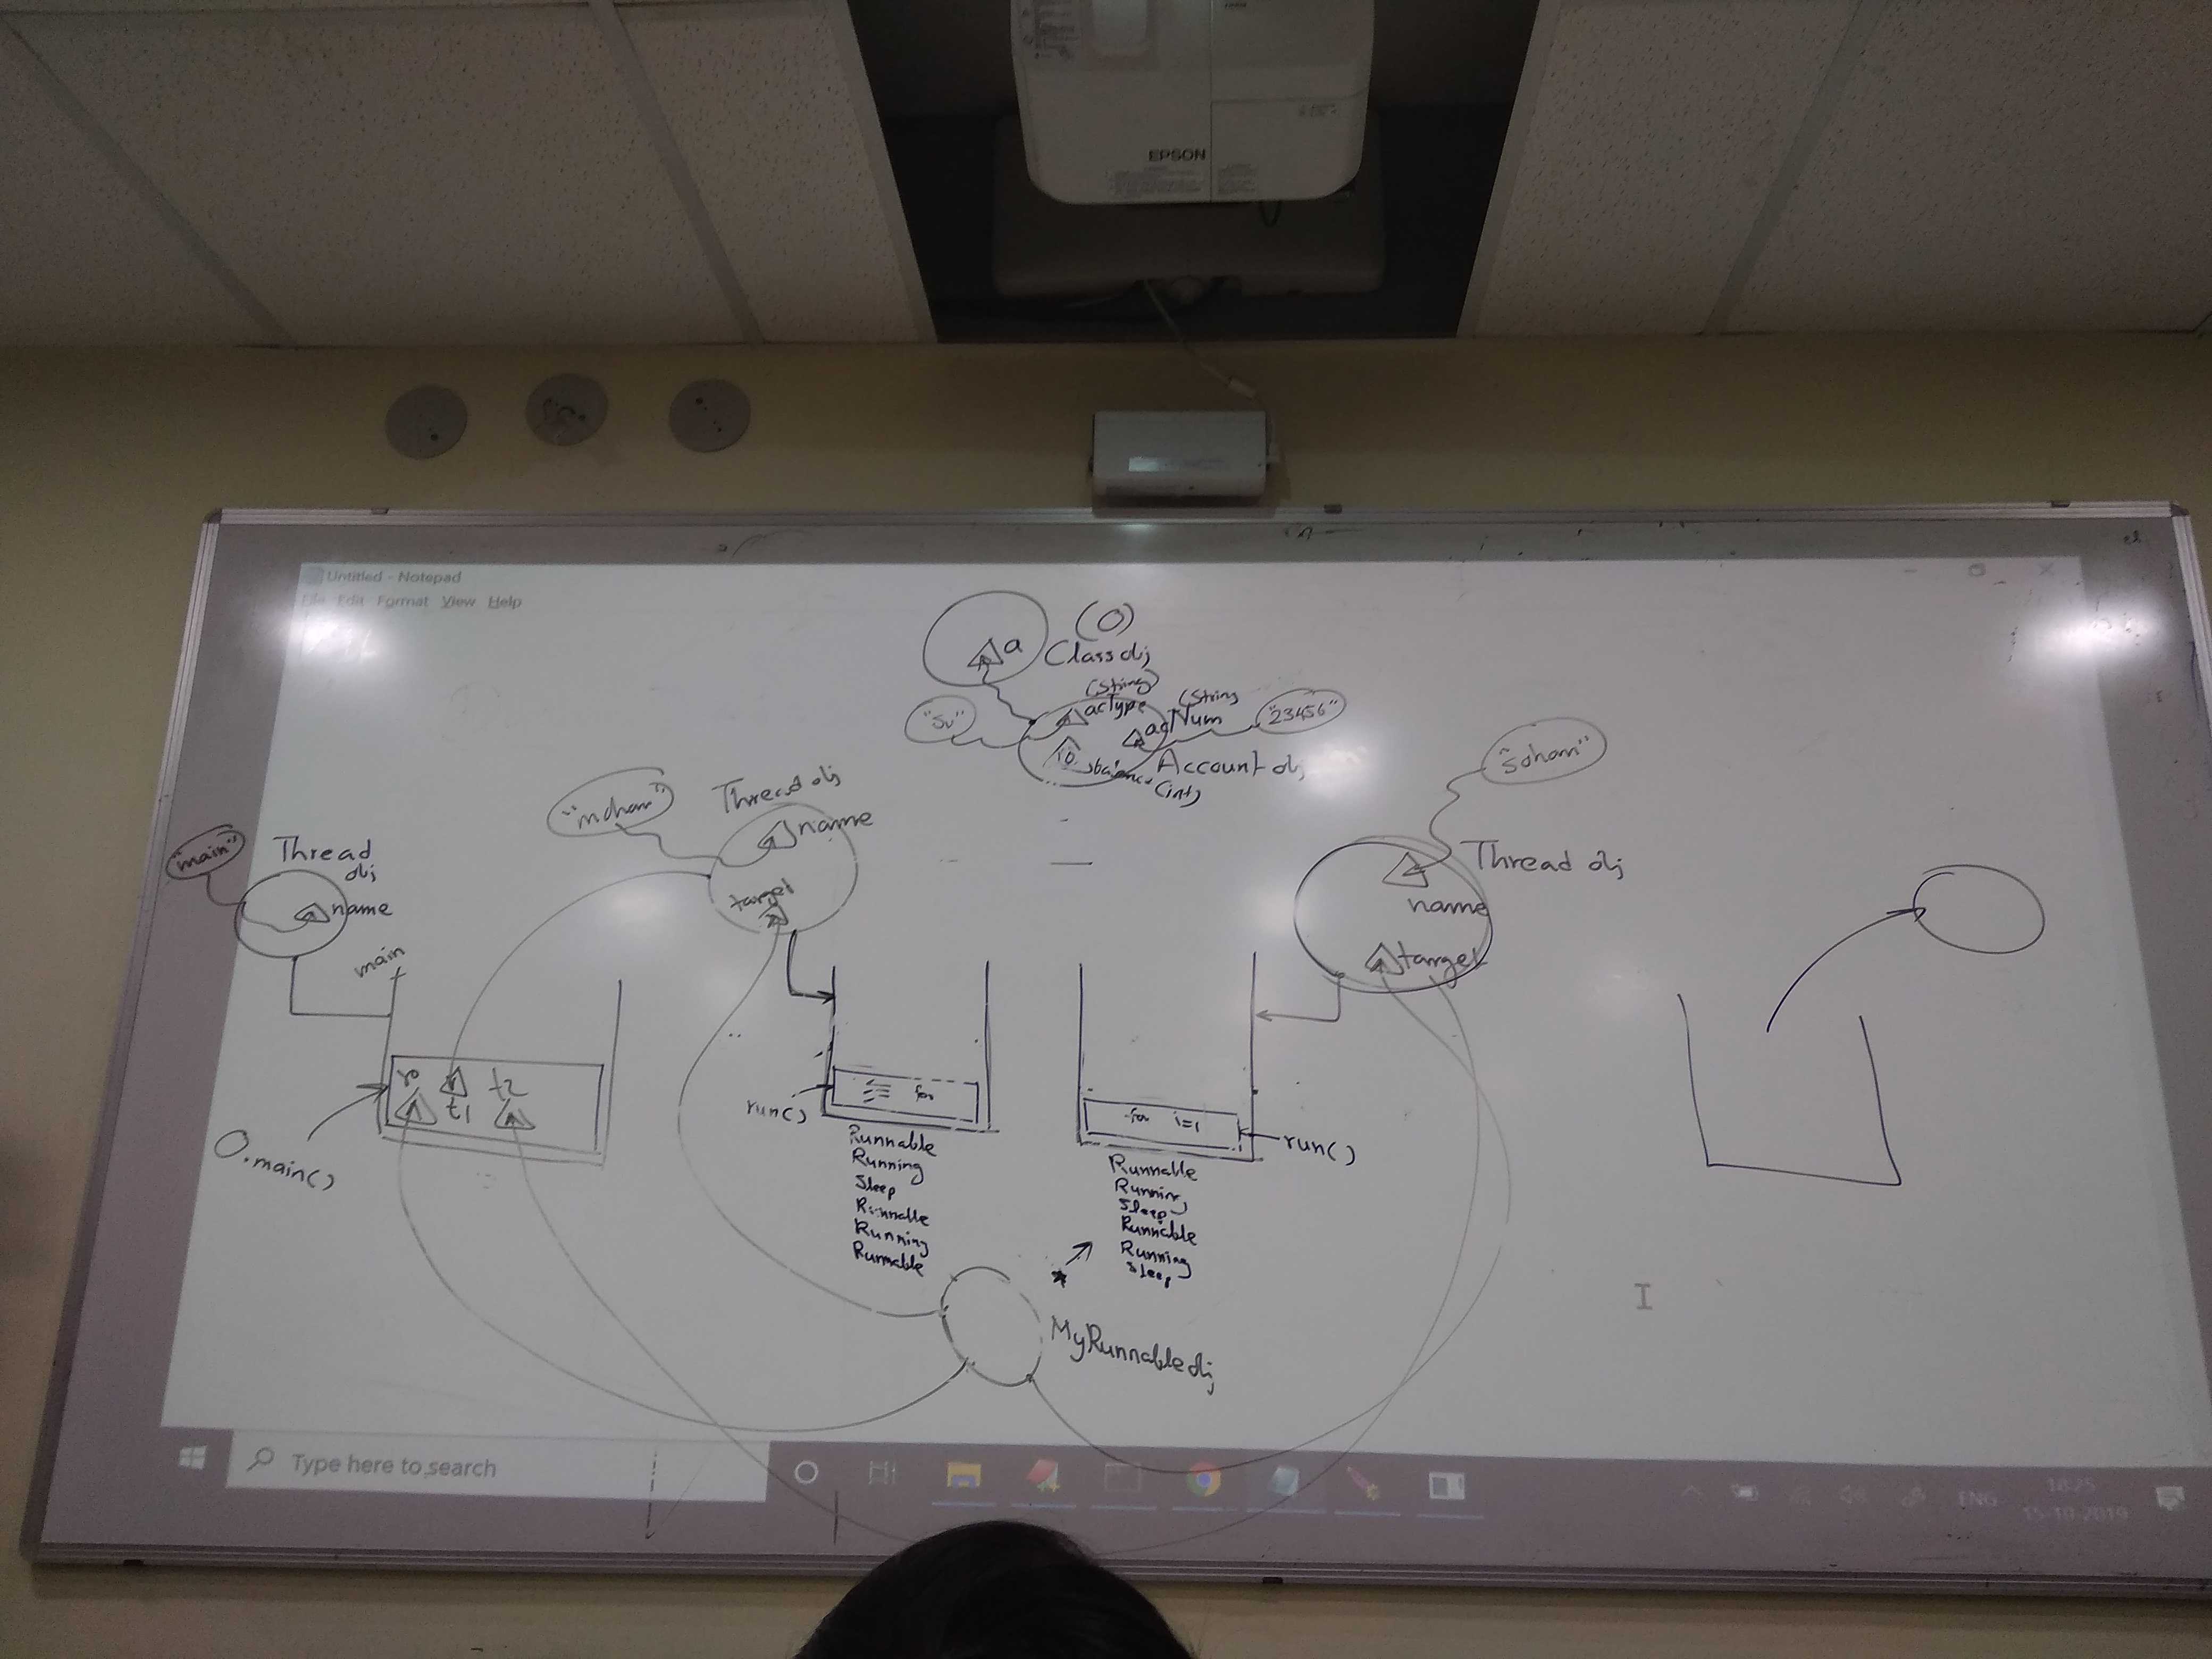 EPSON
Untitled - Notepad
File Edit Format View Help
a
(O)
Class obj
(String)
acType
(String
acNum
"23456"
"Sv"
balance
(int)
Account obj
"soham"
"mohan"
Thread obj
name
target
"main"
Thread
obj
name
main
Thread obj
name
target
r
t1
t2
O.main()
run()
for
for i=1
run()
Runnable
Running
Sleep
Runnable
Running
Runnable
Runnable
Running
Sleep
Runnable
Running
Sleep
MyRunnable obj
Type here to search
ENG
18:25
15-10-2019